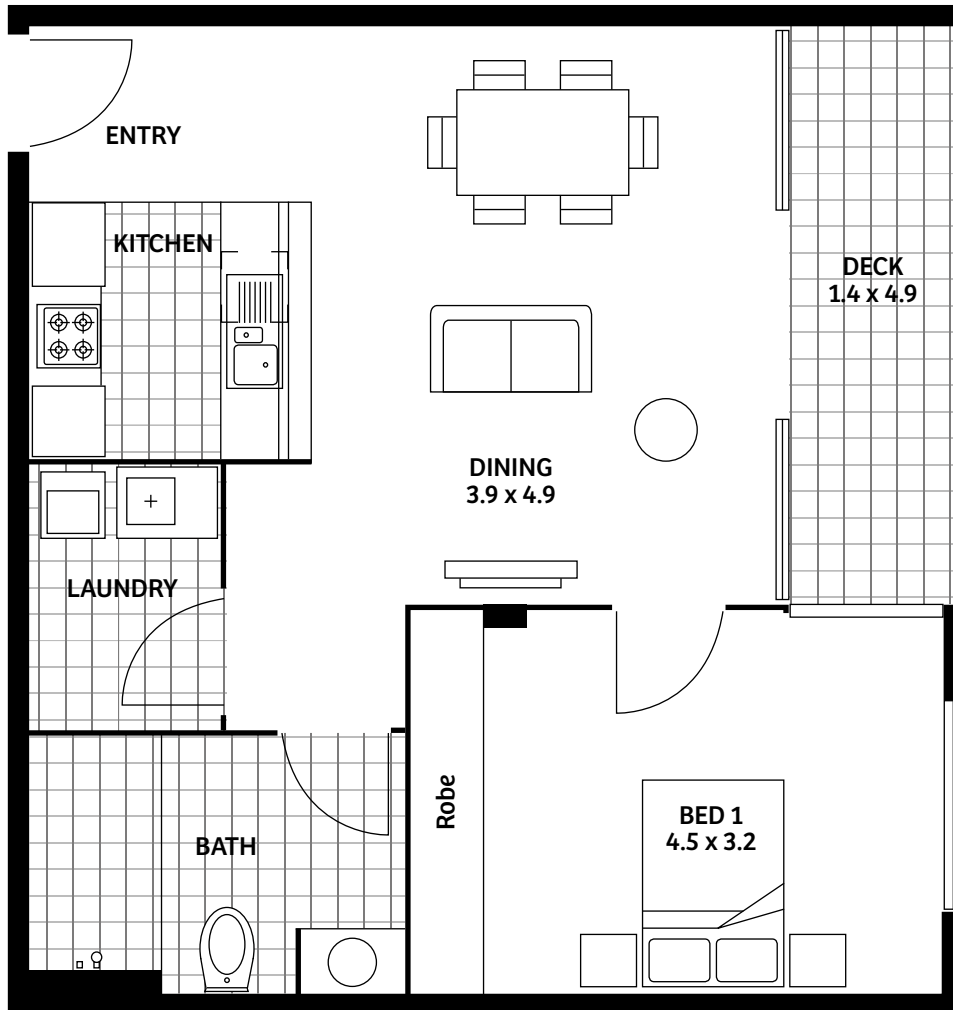 ENTRY
KITCHEN
DECK
1.4 x 4.9
DINING
3.9 x 4.9
LAUNDRY
Robe
BED 1
4.5 x 3.2
BATH